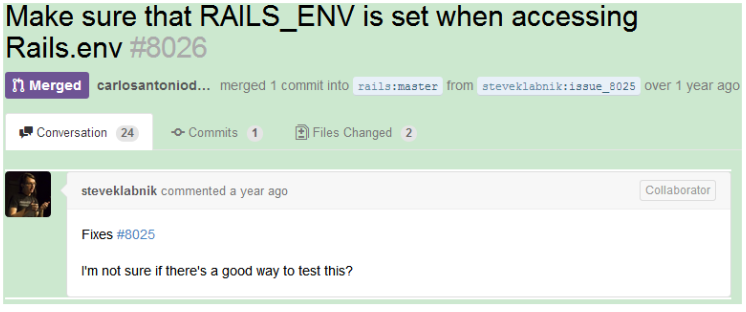 Make sure that RAILS_ENV is set when accessing
Rails.env #8026
Merged carlosantoniod... merged 1 commit into rails:master from steveklabnik:issue_8025 over 1 year ago
Conversation 24 Commits 1 Files Changed 2
steveklabnik commented a year ago Collaborator
Fixes #8025
I'm not sure if there's a good way to test this?